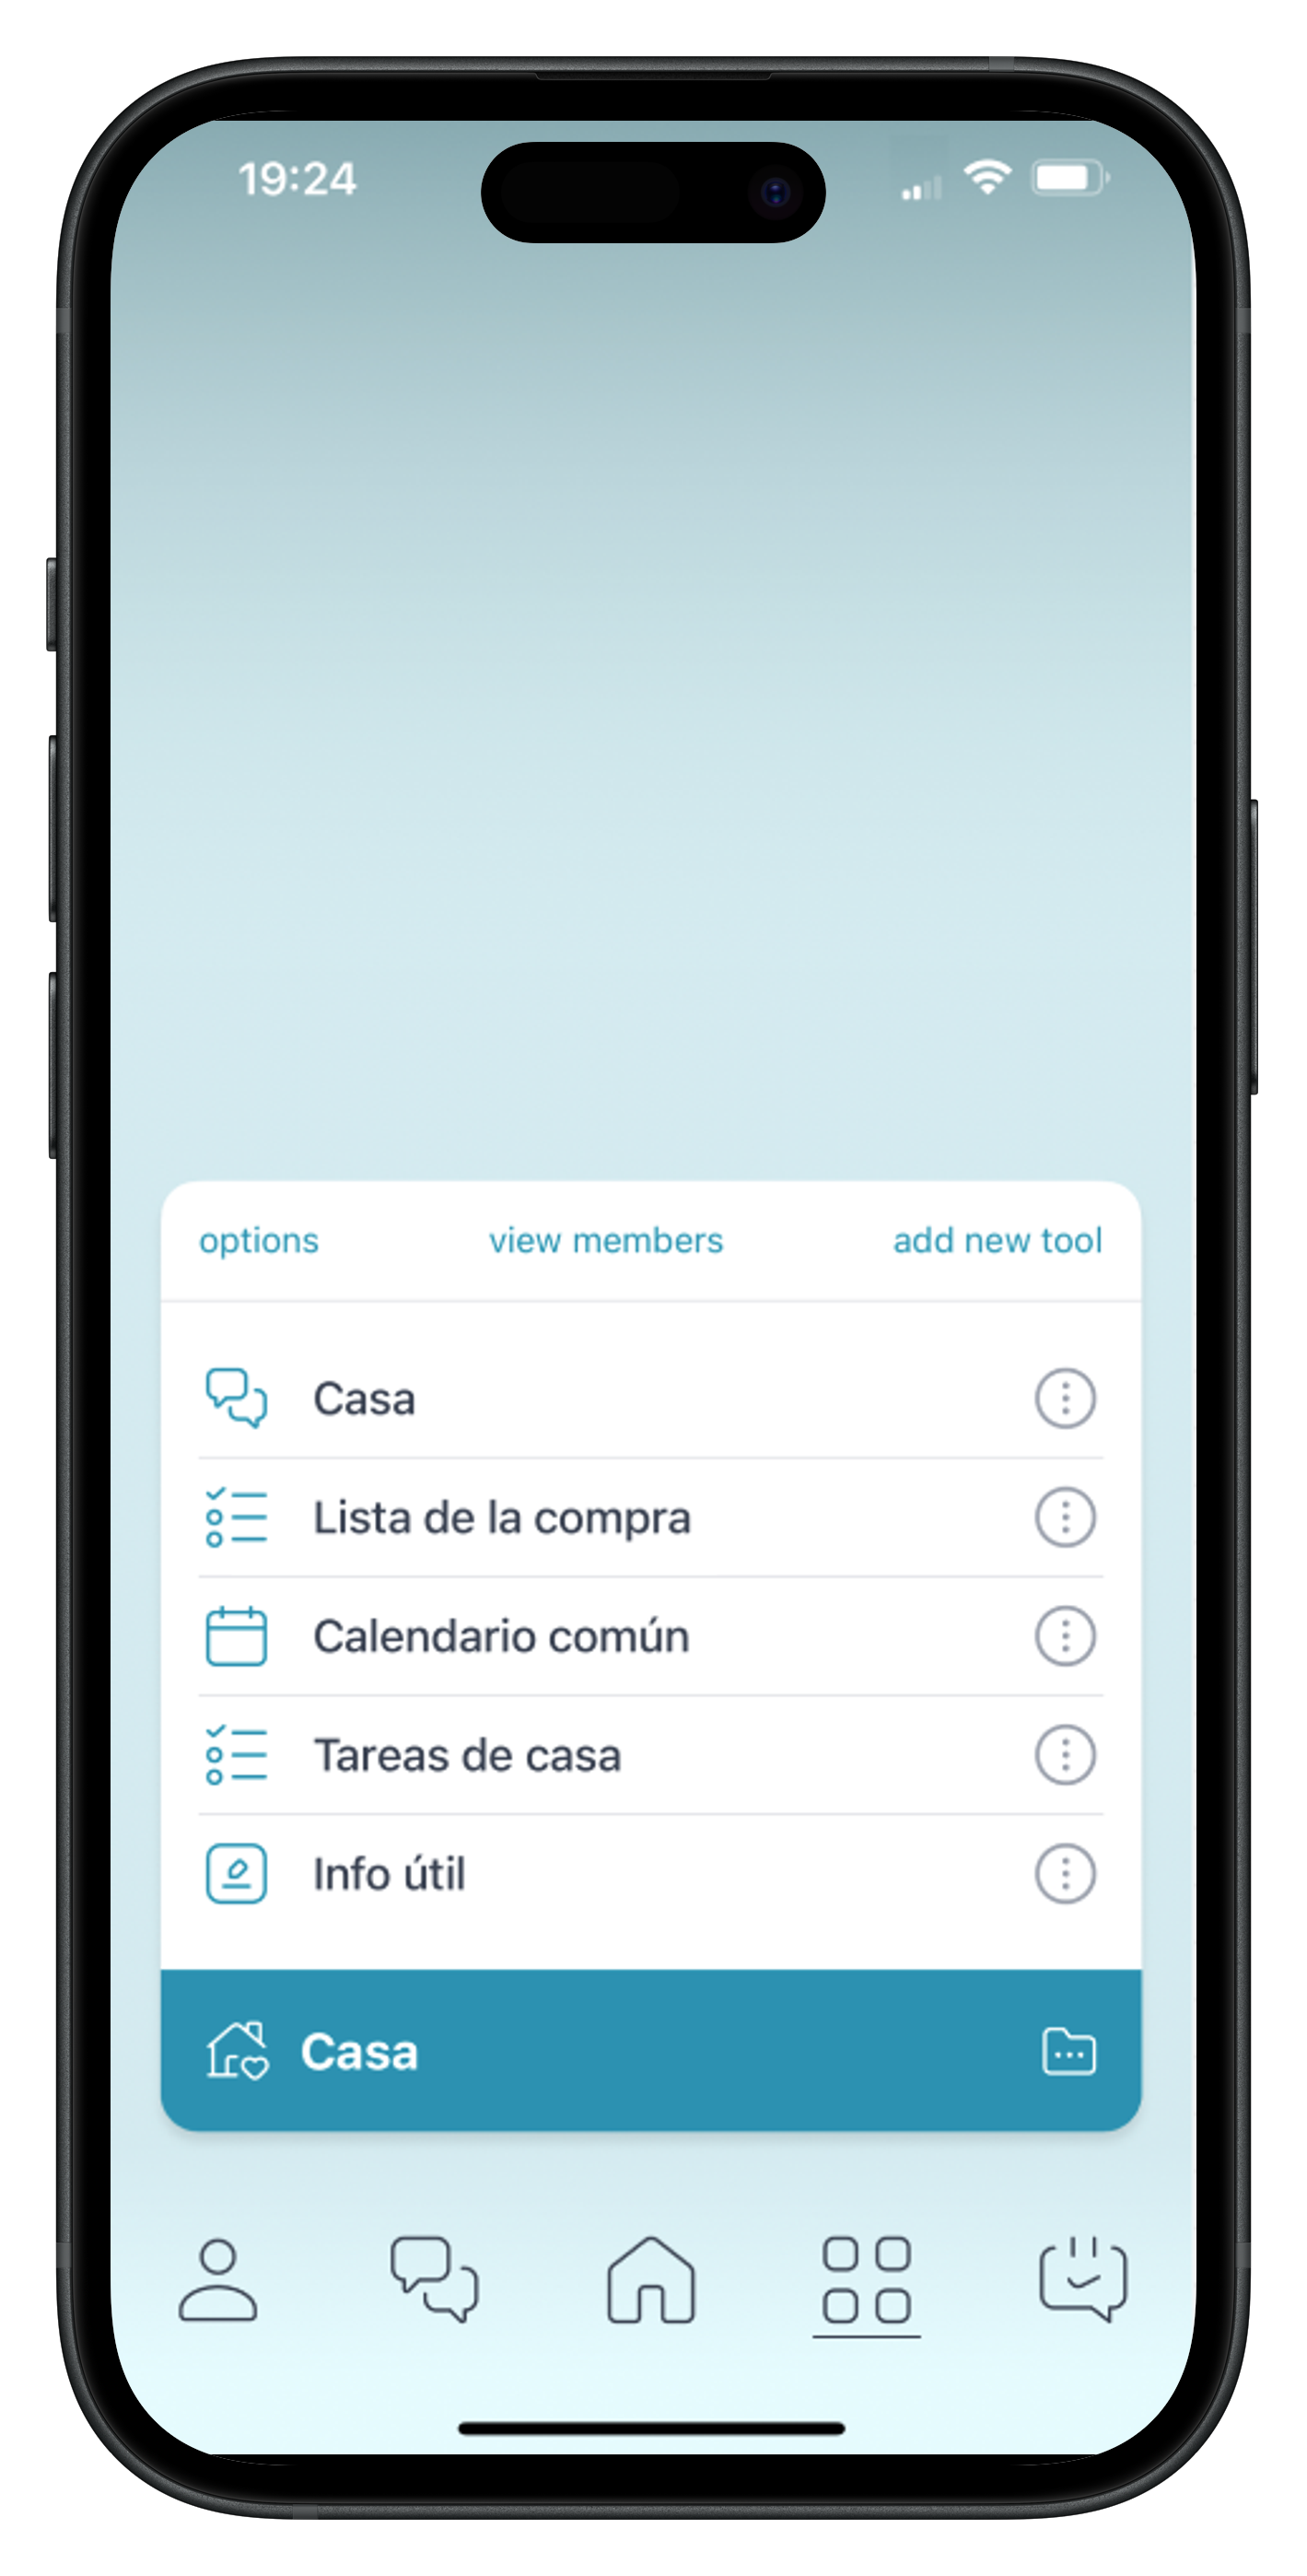 19:24
options view members add new tool
Casa
Lista de la compra
Calendario común
Tareas de casa
Info útil
Casa